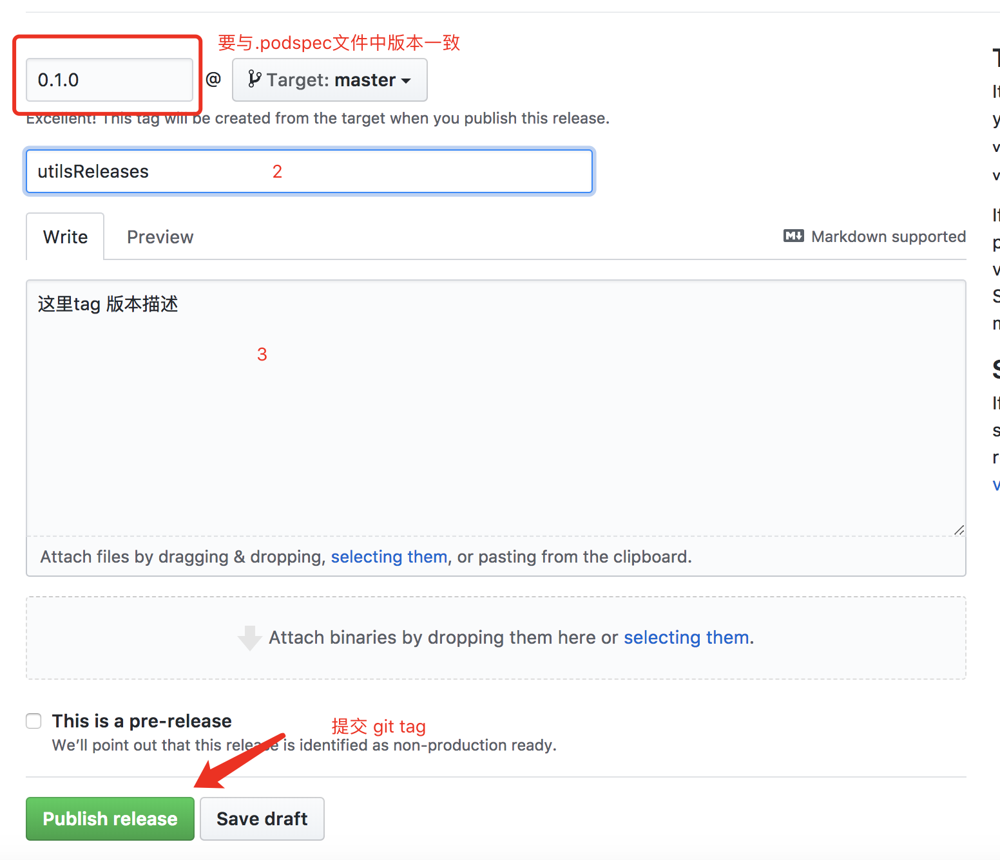 要与.podspec文件中版本一致
0.1.0 @ Target: master
Excellent! This tag will be created from the target when you publish this release.
utilsReleases 2
Write Preview Markdown supported
这里tag 版本描述
3
Attach files by dragging & dropping, selecting them, or pasting from the clipboard.
Attach binaries by dropping them here or selecting them.
This is a pre-release
提交 git tag
We’ll point out that this release is identified as non-production ready.
Publish release Save draft